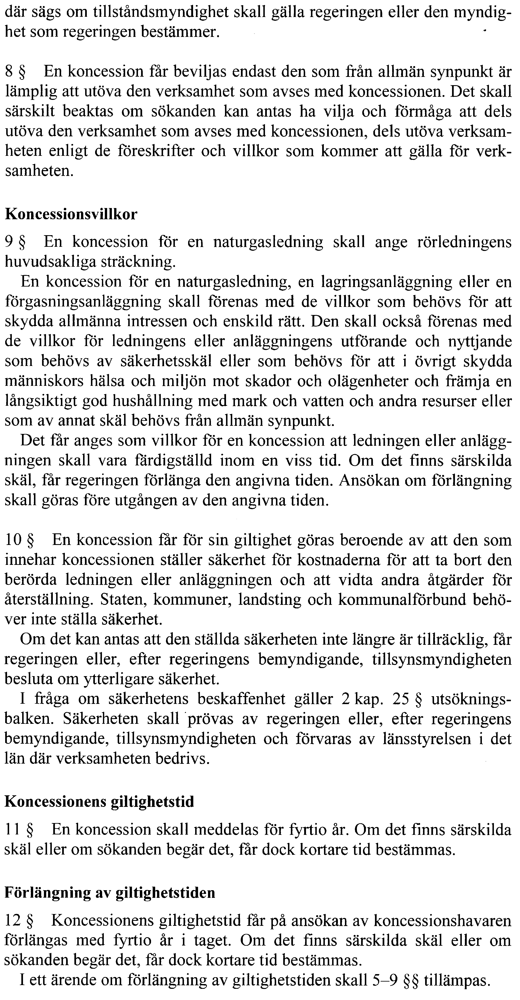 där sägs om tillståndsmyndighet skall gälla regeringen eller den myndig-
het som regeringen bestämmer.
8 § En koncession får beviljas endast den som från allmän synpunkt är
lämplig att utöva den verksamhet som avses med koncessionen. Det skall
särskilt beaktas om sökanden kan antas ha vilja och förmåga att dels
utöva den verksamhet som avses med koncessionen, dels utöva verksam-
heten enligt de föreskrifter och villkor som kommer att gälla för verk-
samheten.
Koncessionsvillkor
9 § En koncession för en naturgasledning skall ange rörledningens
huvudsakliga sträckning.
En koncession för en naturgasledning, en lagringsanläggning eller en
förgasningsanläggning skall förenas med de villkor som behövs för att
skydda allmänna intressen och enskild rätt. Den skall också förenas med
de villkor för ledningens eller anläggningens utförande och nyttjande
som behövs av säkerhetsskäl eller som behövs för att i övrigt skydda
människors hälsa och miljön mot skador och olägenheter och främja en
långsiktigt god hushållning med mark och vatten och andra resurser eller
som av annat skäl behövs från allmän synpunkt.
Det får anges som villkor för en koncession att ledningen eller anlägg-
ningen skall vara färdigställd inom en viss tid. Om det finns särskilda
skäl, får regeringen förlänga den angivna tiden. Ansökan om förlängning
skall göras före utgången av den angivna tiden.
10 § En koncession får för sin giltighet göras beroende av att den som
innehar koncessionen ställer säkerhet för kostnaderna för att ta bort den
berörda ledningen eller anläggningen och att vidta andra åtgärder för
återställning. Staten, kommuner, landsting och kommunalförbund behö-
ver inte ställa säkerhet.
Om det kan antas att den ställda säkerheten inte längre är tillräcklig, får
regeringen eller, efter regeringens bemyndigande, tillsynsmyndigheten
besluta om ytterligare säkerhet.
I fråga om säkerhetens beskaffenhet gäller 2 kap. 25 § utsöknings-
balken. Säkerheten skall prövas av regeringen eller, efter regeringens
bemyndigande, tillsynsmyndigheten och förvaras av länsstyrelsen i det
län där verksamheten bedrivs.
Koncessionens giltighetstid
11 § En koncession skall meddelas för fyrtio år. Om det finns särskilda
skäl eller om sökanden begär det, får dock kortare tid bestämmas.
Förlängning av giltighetstiden
12 § Koncessionens giltighetstid får på ansökan av koncessionshavaren
förlängas med fyrtio år i taget. Om det finns särskilda skäl eller om
sökanden begär det, får dock kortare tid bestämmas.
I ett ärende om förlängning av giltighetstiden skall 5–9 §§ tillämpas.